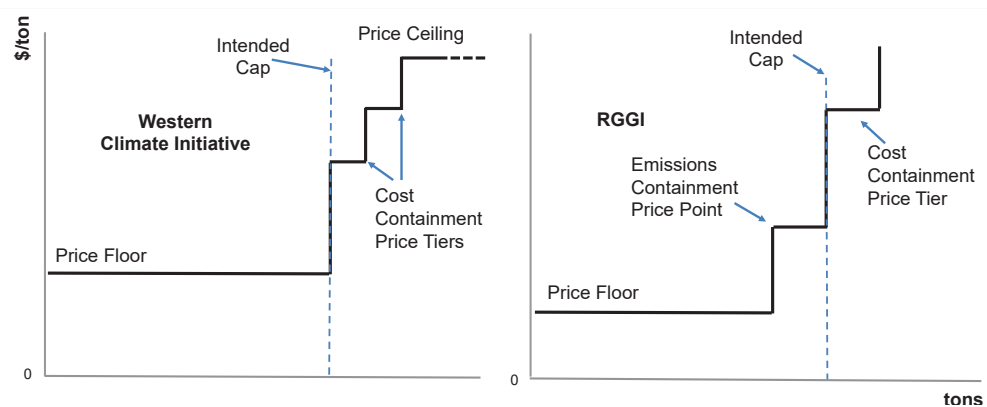 $/ton
Intended
Cap
Price Ceiling
Western
Climate Initiative
Cost
Containment
Price Tiers
Price Floor
0
Intended
Cap
RGGI
Emissions
Containment
Price Point
Cost
Containment
Price Tier
Price Floor
0
tons